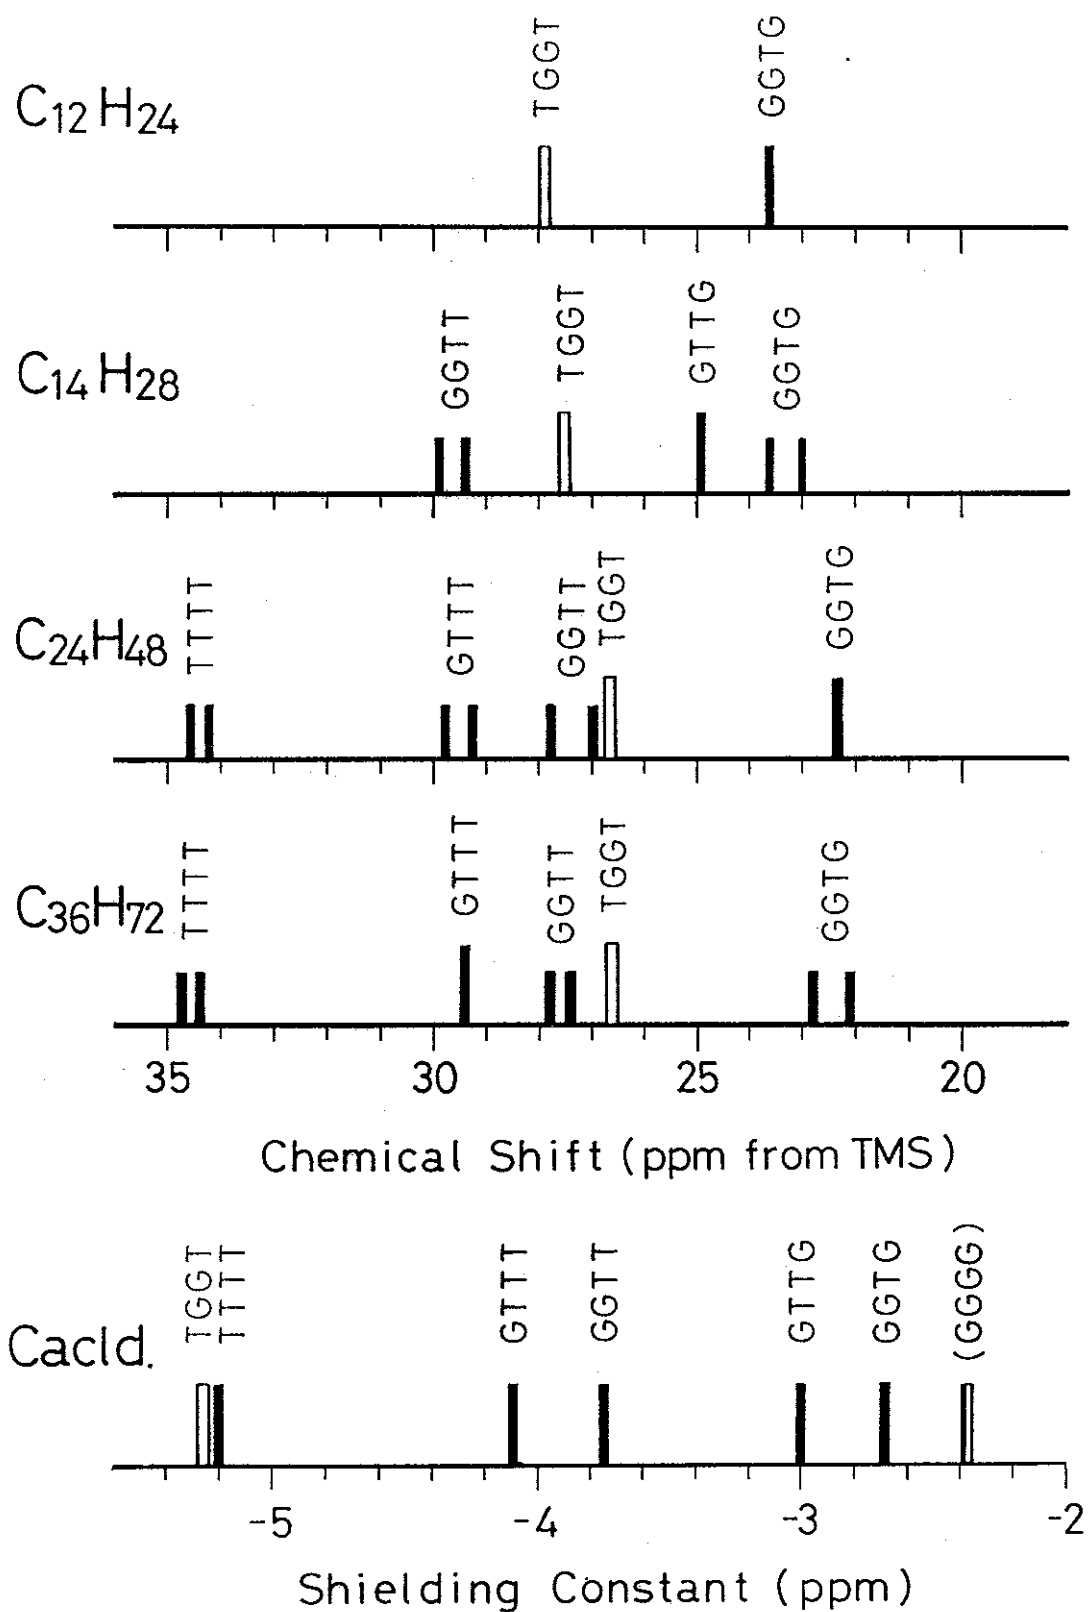 TGGT GGTG
C12H24
GGTT TGGT GTTG GGTG
C14H28
TTTT GTTT GGTT TGGT GGTG
C24H48
TTTT GTTT GGTT TGGT GGTG
C36H72
35 30 25 20
Chemical Shift (ppm from TMS)
TGGT TTTT GTTT GGTT GTTG GGTG (GGGG)
Cacld.
-5 -4 -3 -2
Shielding Constant (ppm)